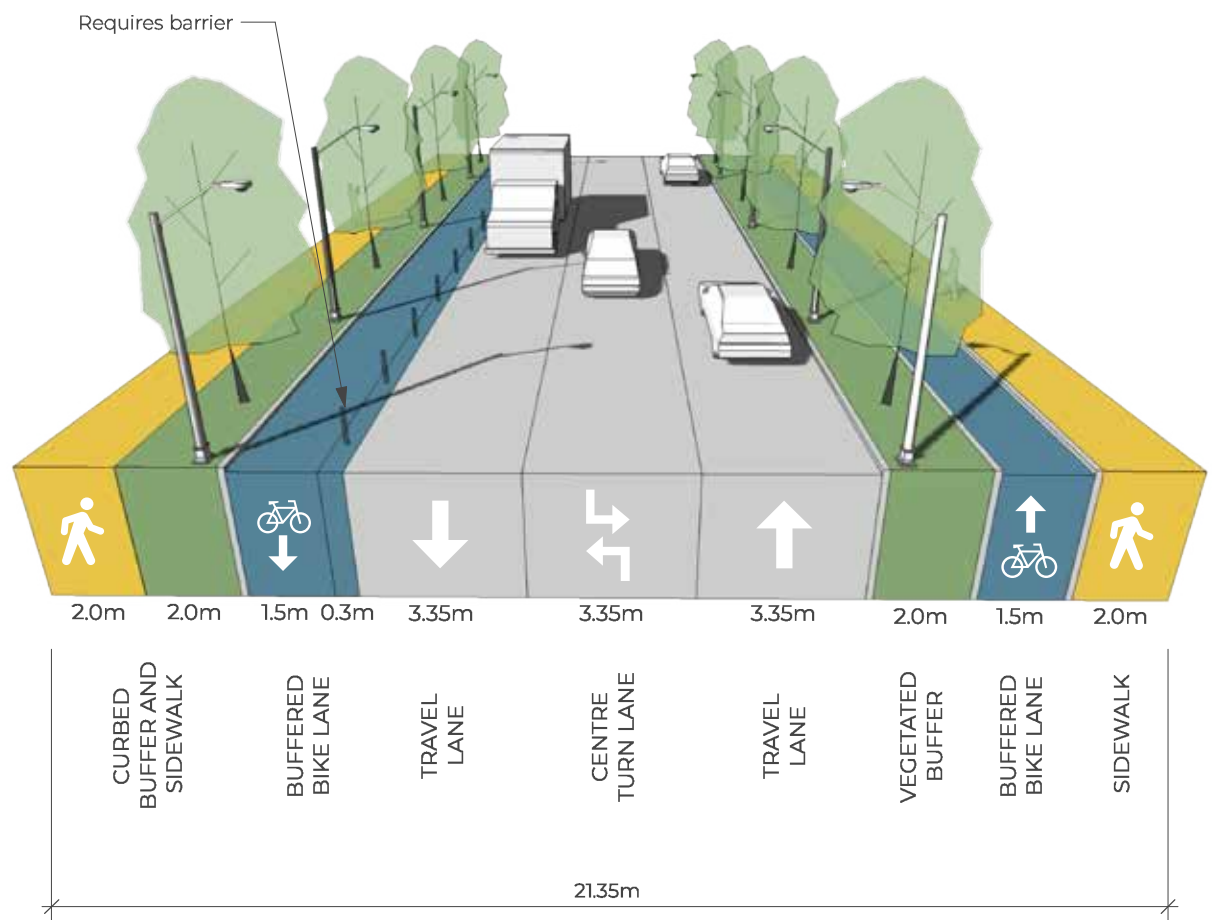 Requires barrier
2.0m 2.0m 1.5m 0.3m 3.35m 3.35m 3.35m 2.0m 1.5m 2.0m
CURBED
BUFFER AND
SIDEWALK
BUFFERED
BIKE LANE
TRAVEL
LANE
CENTRE
TURN LANE
TRAVEL
LANE
VEGETATED
BUFFER
BUFFERED
BIKE LANE
SIDEWALK
21.35m